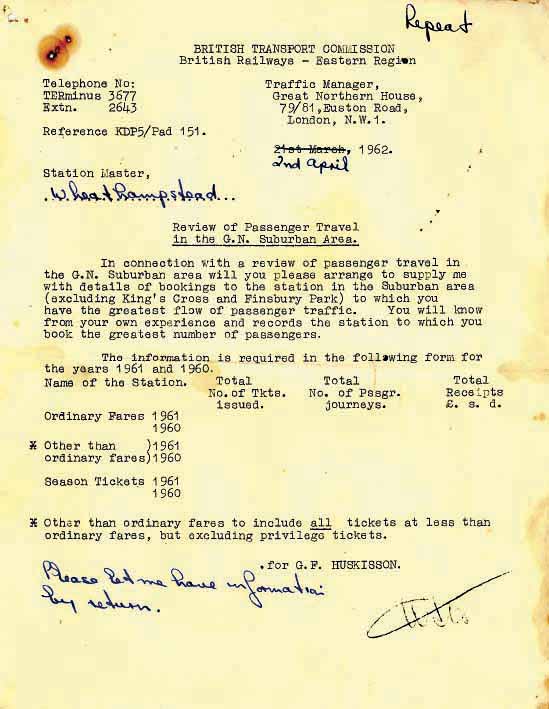 Repeat
BRITISH TRANSPORT COMMISSION
British Railways - Eastern Region
Telephone No:
TERminus 3677
Extn. 2643
Reference KDP5/Pad 151.
Traffic Manager,
Great Northern House,
79/81, Euston Road,
London, N.W.1.
21st March, 1962.
2nd April
Station Master,
.Wheathampstead...
Review of Passenger Travel
in the G.N. Suburban Area.
In connection with a review of passenger travel in
the G.N. Suburban area will you please arrange to supply me
with details of bookings to the station in the Suburban area
(excluding King's Cross and Finsbury Park) to which you
have the greatest flow of passenger traffic. You will know
from your own experience and records the station to which you
book the greatest number of passengers.
The information is required in the following form for
the years 1961 and 1960.
Name of the Station. Total Total Total
No. of Tkts. No. of Pssgr. Receipts
issued. journeys. £. s. d.
Ordinary Fares 1961
1960
* Other than )1961
ordinary fares)1960
Season Tickets 1961
1960
* Other than ordinary fares to include all tickets at less than
ordinary fares, but excluding privilege tickets.
.for G.F. HUSKISSON.
Please let me have information
by return.